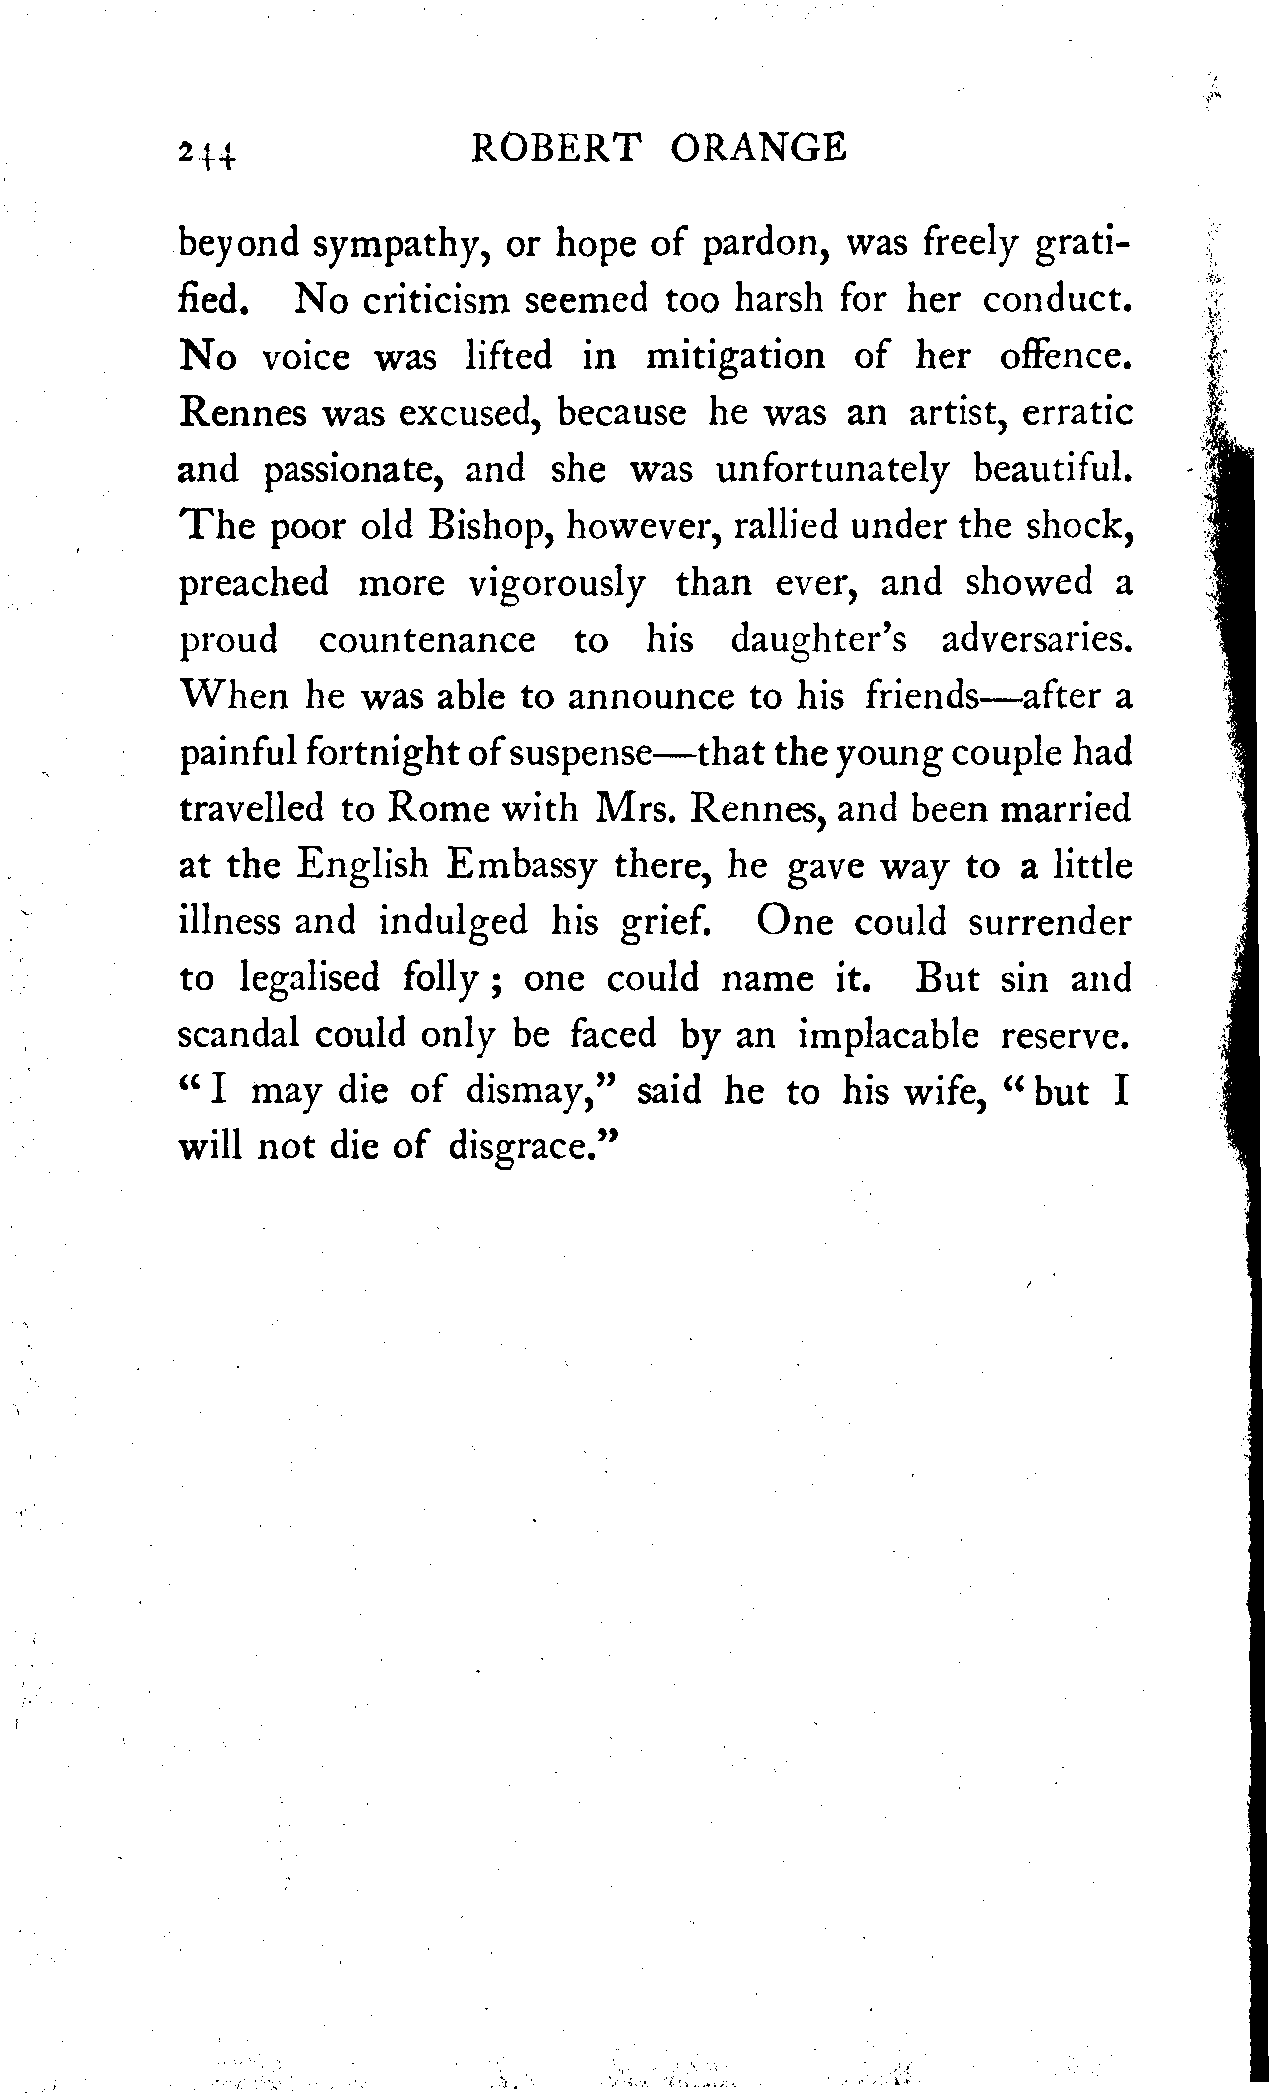 244 ROBERT ORANGE
beyond sympathy, or hope of pardon, was freely grati-
fied. No criticism seemed too harsh for her conduct.
No voice was lifted in mitigation of her offence.
Rennes was excused, because he was an artist, erratic
and passionate, and she was unfortunately beautiful.
The poor old Bishop, however, rallied under the shock,
preached more vigorously than ever, and showed a
proud countenance to his daughter's adversaries.
When he was able to announce to his friends—after a
painful fortnight of suspense—that the young couple had
travelled to Rome with Mrs. Rennes, and been married
at the English Embassy there, he gave way to a little
illness and indulged his grief. One could surrender
to legalised folly ; one could name it. But sin and
scandal could only be faced by an implacable reserve.
" I may die of dismay," said he to his wife, " but I
will not die of disgrace."